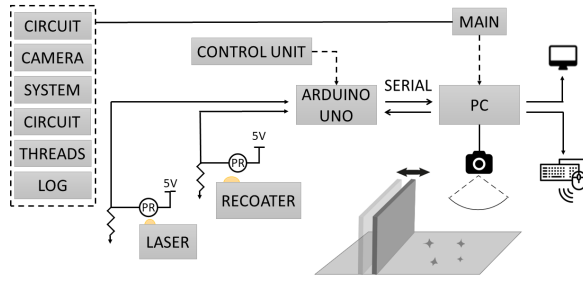 CIRCUIT
CAMERA
SYSTEM
CIRCUIT
THREADS
LOG
MAIN
CONTROL UNIT
ARDUINO
UNO
SERIAL
PC
5V
PR
RECOATER
5V
PR
LASER